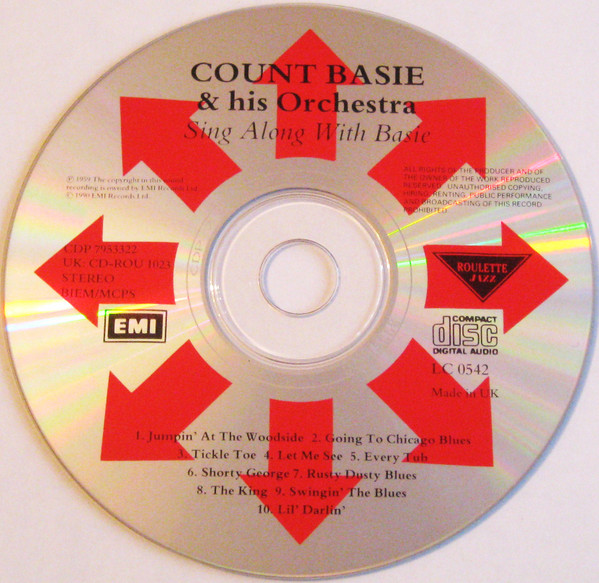 COUNT BASIE
& his Orchestra
Sing Along With Basie
℗ 1959 The copyright in this sound
recording is owned by EMI Records Ltd
© 1990 EMI Records Ltd.
ALL RIGHTS OF THE PRODUCER AND OF
THE OWNER OF THE WORK REPRODUCED
RESERVED. UNAUTHORISED COPYING,
HIRING, RENTING, PUBLIC PERFORMANCE
AND BROADCASTING OF THIS RECORD
PROHIBITED.
CDP 7953322
UK: CD-ROU 1023
STEREO
BIEM/MCPS
EMI
ROULETTE
JAZZ
COMPACT
disc
DIGITAL AUDIO
LC 0542
Made in UK
1. Jumpin' At The Woodside 2. Going To Chicago Blues
3. Tickle Toe 4. Let Me See 5. Every Tub
6. Shorty George 7. Rusty Dusty Blues
8. The King 9. Swingin' The Blues
10. Lil' Darlin'